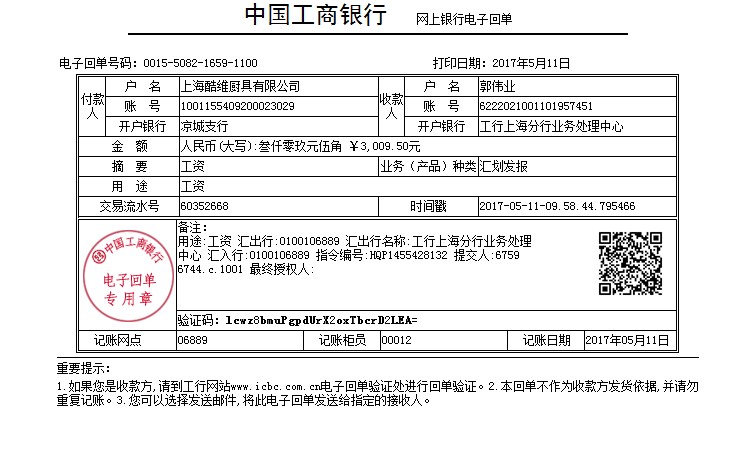 中国工商银行 网上银行电子回单
电子回单号码：0015-5082-1659-1100 打印日期：2017年5月11日
付款人 户 名 上海酷维厨具有限公司 收款人 户 名 郭伟业
账 号 1001155409200023029 账 号 6222021001101957451
开户银行 凉城支行 开户银行 工行上海分行业务处理中心
金 额 人民币(大写):叁仟零玖元伍角 ￥3,009.50元
摘 要 工资 业务（产品）种类 汇划发报
用 途 工资
交易流水号 60352668 时间戳 2017-05-11-09.58.44.795466
中国工商银行
电子回单
专用章
备注:
用途:工资 汇出行:0100106889 汇出行名称:工行上海分行业务处理
中心 汇入行:0100106889 指令编号:HQP1455428132 提交人:6759
6744.c.1001 最终授权人:
验证码：lcwz8bmuPgpdUrX2oxTbcrD2LEA=
记账网点 06889 记账柜员 00012 记账日期 2017年05月11日
重要提示：
1.如果您是收款方,请到工行网站www.icbc.com.cn电子回单验证处进行回单验证。2.本回单不作为收款方发货依据,并请勿
重复记账。3.您可以选择发送邮件,将此电子回单发送给指定的接收人。